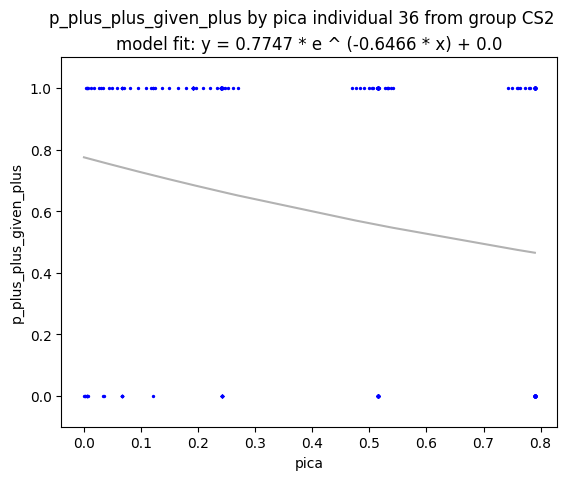 p_plus_plus_given_plus by pica individual 36 from group CS2
model fit: y = 0.7747 * e ^ (-0.6466 * x) + 0.0
1.0
0.8
0.6
0.4
0.2
0.0
p_plus_plus_given_plus
0.0 0.1 0.2 0.3 0.4 0.5 0.6 0.7 0.8
pica